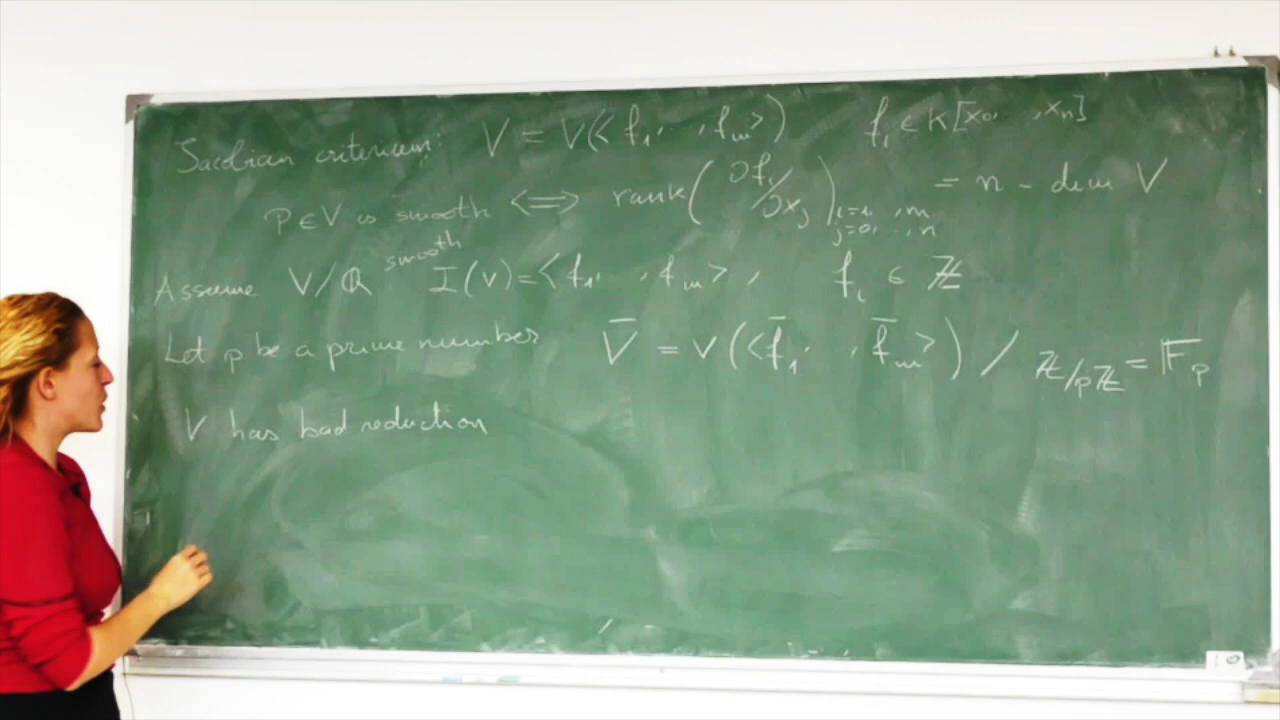 Jacobian criterium: V = V(<f₁, , f_m>) f_i ∈ K[x₀, , x_n]
P ∈ V is smooth <=> rank(∂f_i/∂x_j)_{i=1, ,m j=0, ..,n} = n - dim V
Assume V/ℚ smooth I(V)=<f₁, , f_m>, f_i ∈ ℤ
Let p be a prime number V̄ = V(<f̄₁, , f̄_m>) / ℤ/pℤ = 𝔽_p
V has bad reduction